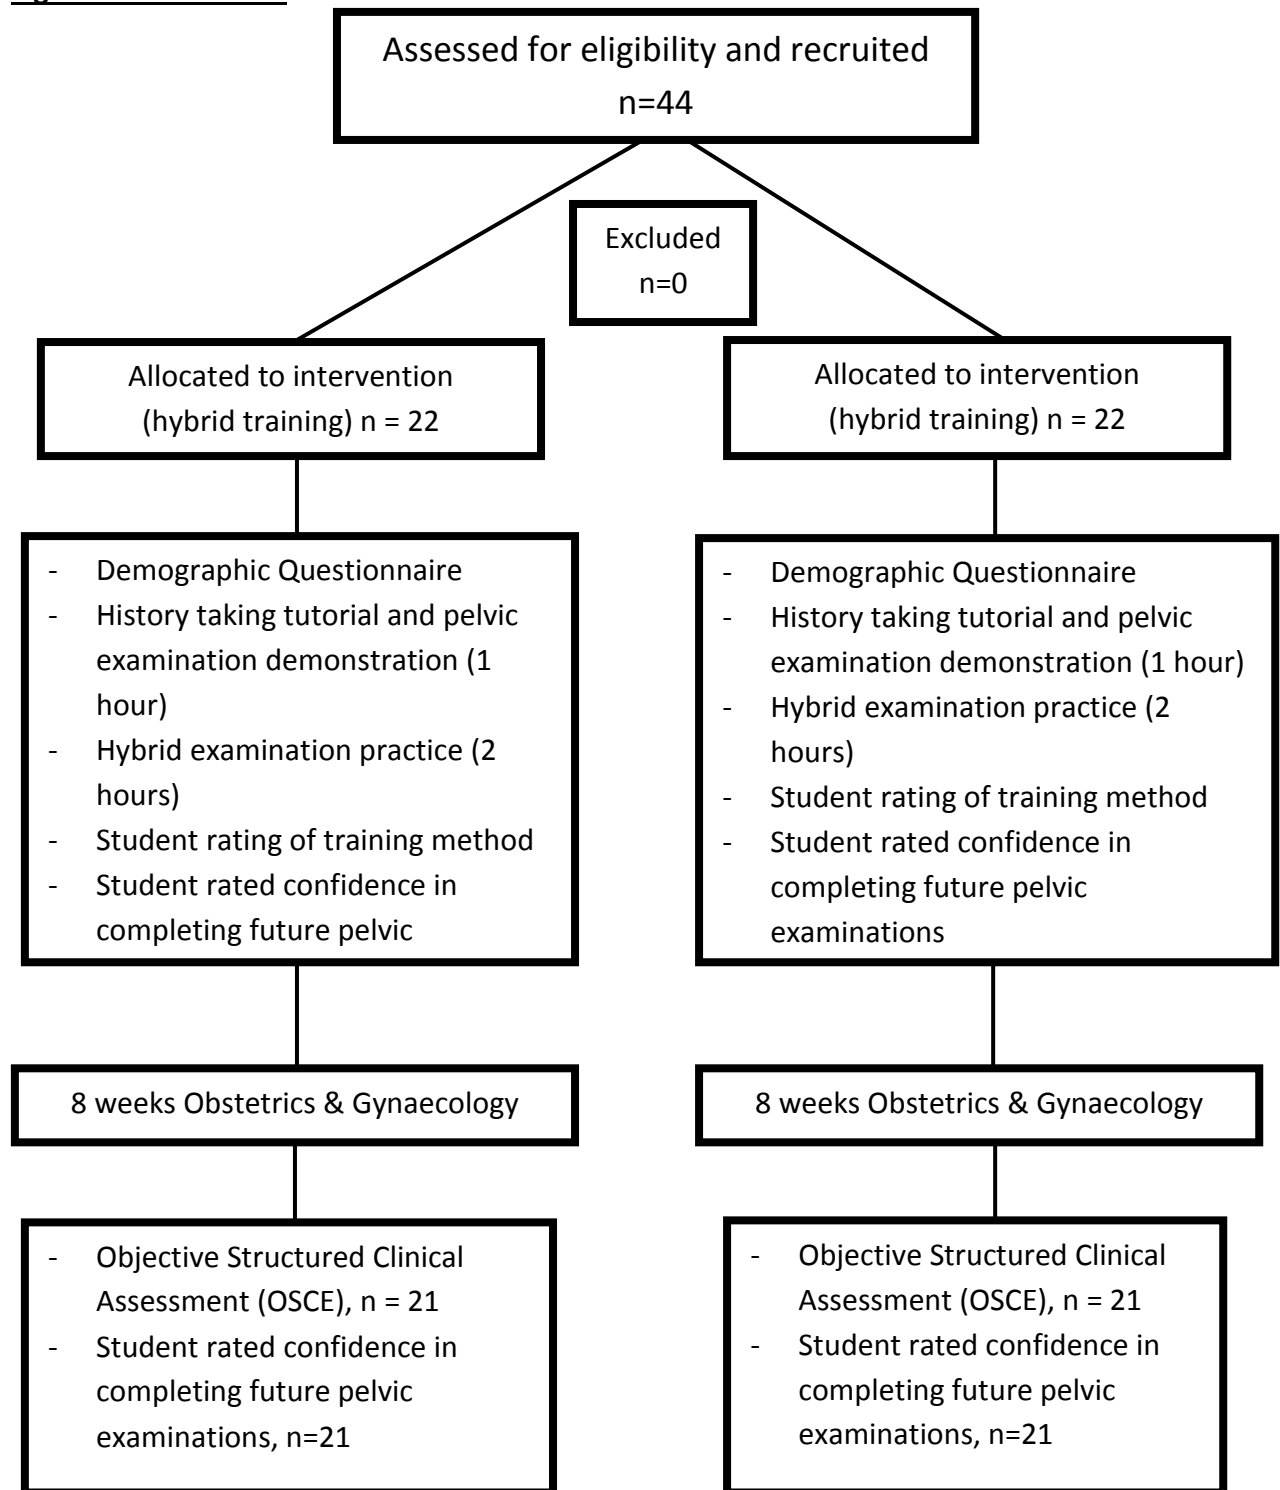 Assessed for eligibility and recruited
n=44
Excluded
n=0
Allocated to intervention
(hybrid training) n = 22
Allocated to intervention
(hybrid training) n = 22
- Demographic Questionnaire
- History taking tutorial and pelvic
examination demonstration (1
hour)
- Hybrid examination practice (2
hours)
- Student rating of training method
- Student rated confidence in
completing future pelvic
- Demographic Questionnaire
- History taking tutorial and pelvic
examination demonstration (1 hour)
- Hybrid examination practice (2
hours)
- Student rating of training method
- Student rated confidence in
completing future pelvic
examinations
8 weeks Obstetrics & Gynaecology
8 weeks Obstetrics & Gynaecology
- Objective Structured Clinical
Assessment (OSCE), n = 21
- Student rated confidence in
completing future pelvic
examinations, n=21
- Objective Structured Clinical
Assessment (OSCE), n = 21
- Student rated confidence in
completing future pelvic
examinations, n=21